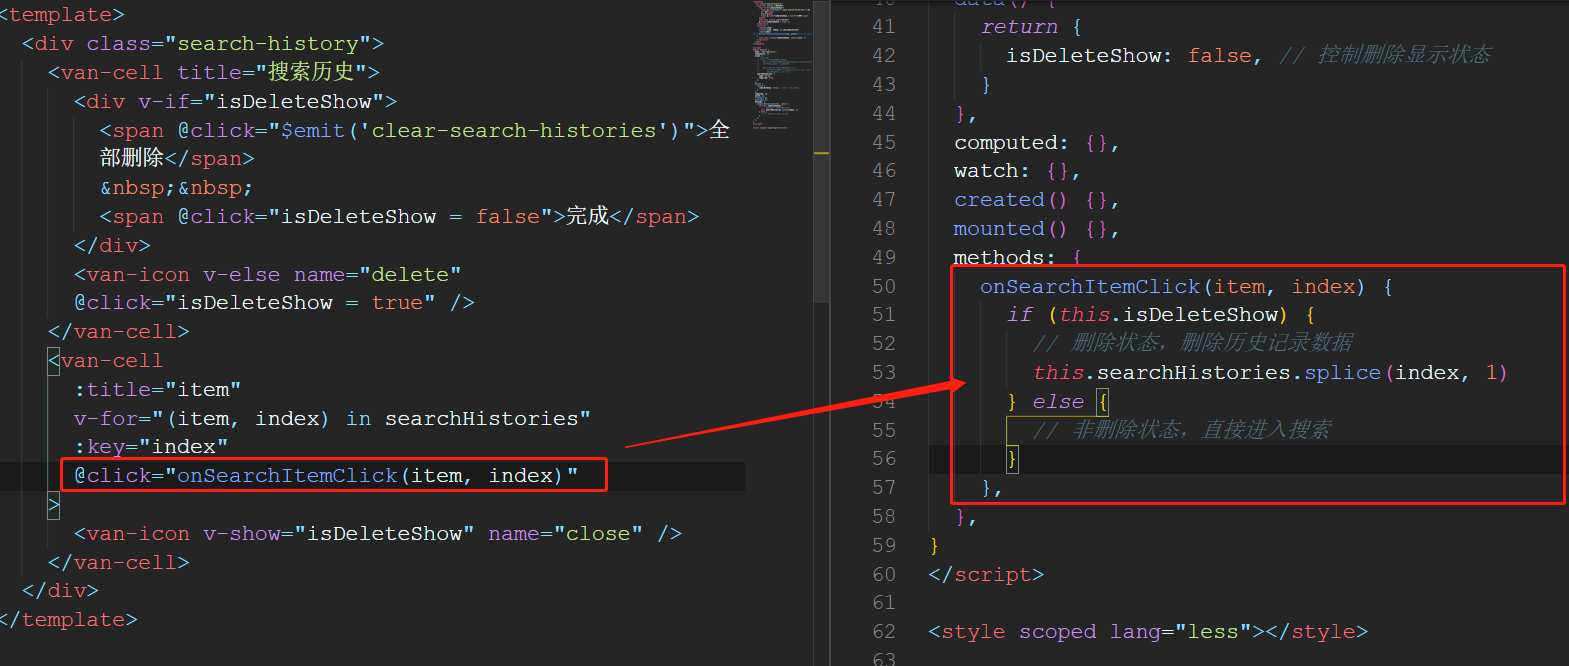 <template>
<div class="search-history">
<van-cell title="搜索历史">
<div v-if="isDeleteShow">
<span @click="$emit('clear-search-histories')">全
部删除</span>
&nbsp;&nbsp;
<span @click="isDeleteShow = false">完成</span>
</div>
<van-icon v-else name="delete"
@click="isDeleteShow = true" />
</van-cell>
<van-cell
:title="item"
v-for="(item, index) in searchHistories"
:key="index"
@click="onSearchItemClick(item, index)"
>
<van-icon v-show="isDeleteShow" name="close" />
</van-cell>
</div>
</template>
40 data() {
41 return {
42 isDeleteShow: false, // 控制删除显示状态
43 }
44 },
45 computed: {},
46 watch: {},
47 created() {},
48 mounted() {},
49 methods: {
50 onSearchItemClick(item, index) {
51 if (this.isDeleteShow) {
52 // 删除状态，删除历史记录数据
53 this.searchHistories.splice(index, 1)
54 } else {
55 // 非删除状态，直接进入搜索
56 }
57 },
58 },
59 }
60 </script>
61
62 <style scoped lang="less"></style>
63